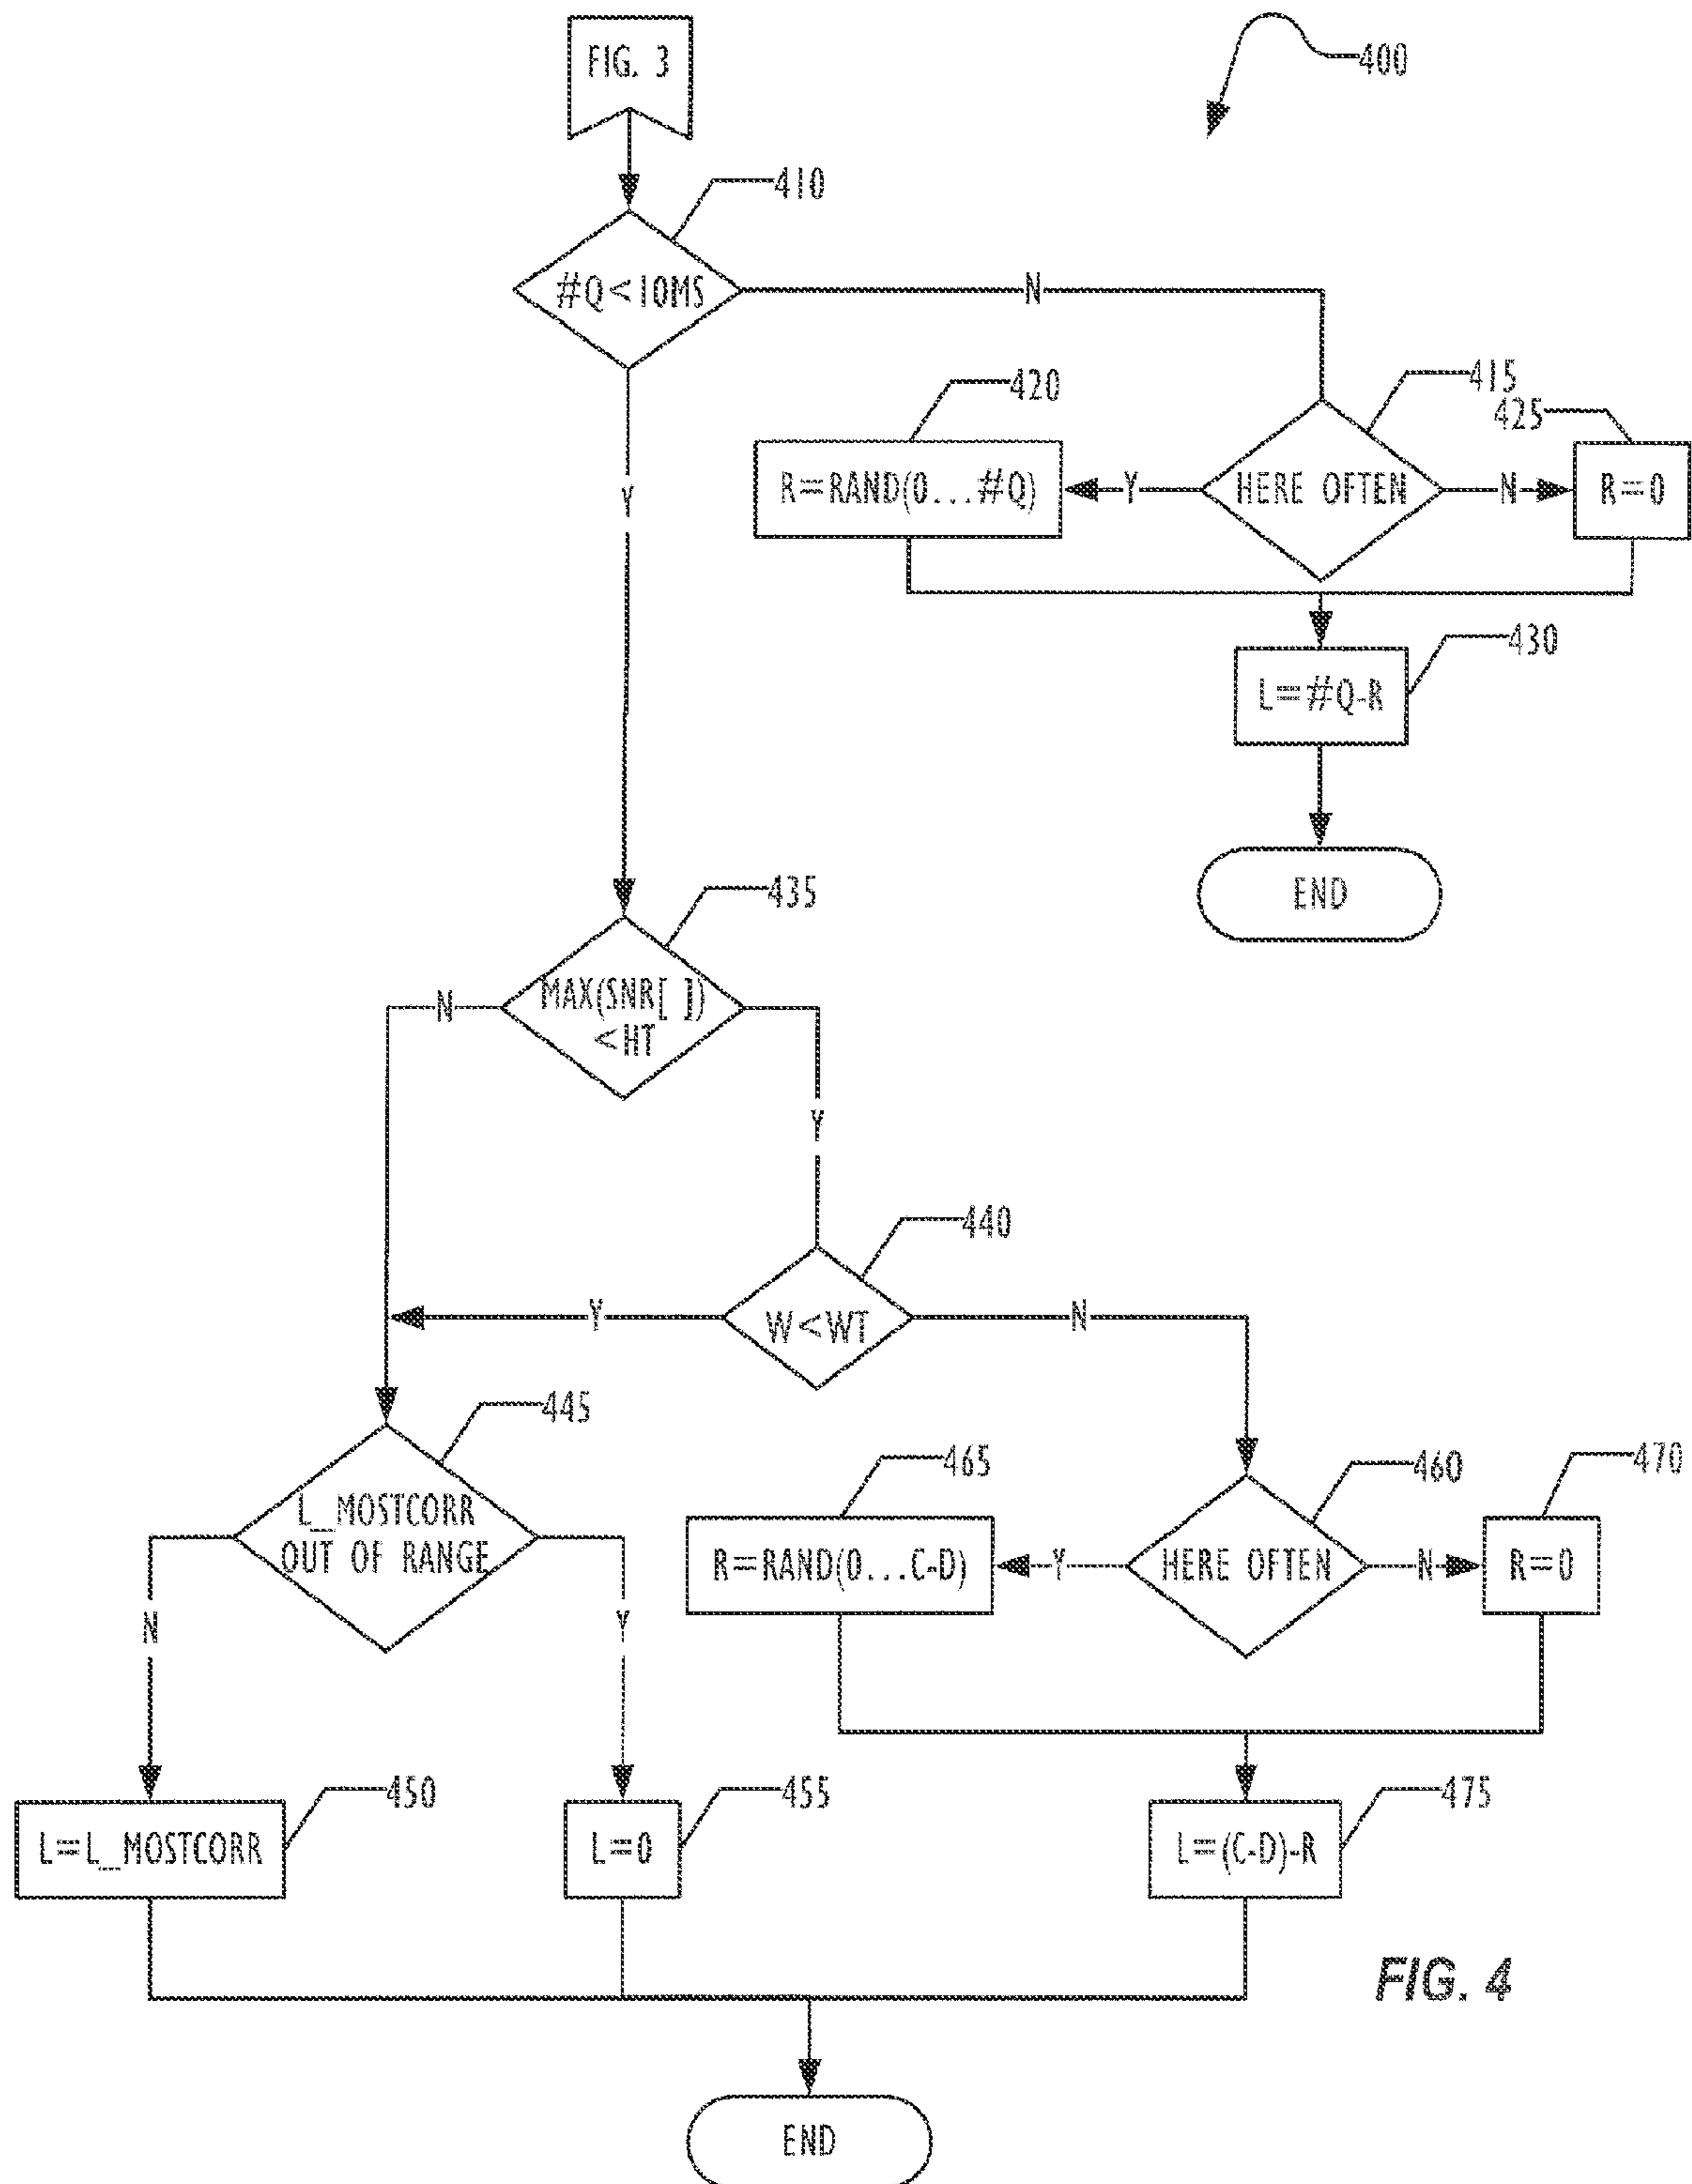 FIG. 3
400
410
#Q<10MS
N
Y
420
415
425
R=RAND(0...#Q)
Y
HERE OFTEN
N
R=0
430
L=#Q-R
END
435
MAX(SNR[ ])
<HT
N
Y
440
W<WT
Y
N
445
L_MOSTCORR
OUT OF RANGE
N
Y
465
460
470
R=RAND(0...C-D)
Y
HERE OFTEN
N
R=0
450
455
475
L=L_MOSTCORR
L=0
L=(C-D)-R
FIG. 4
END